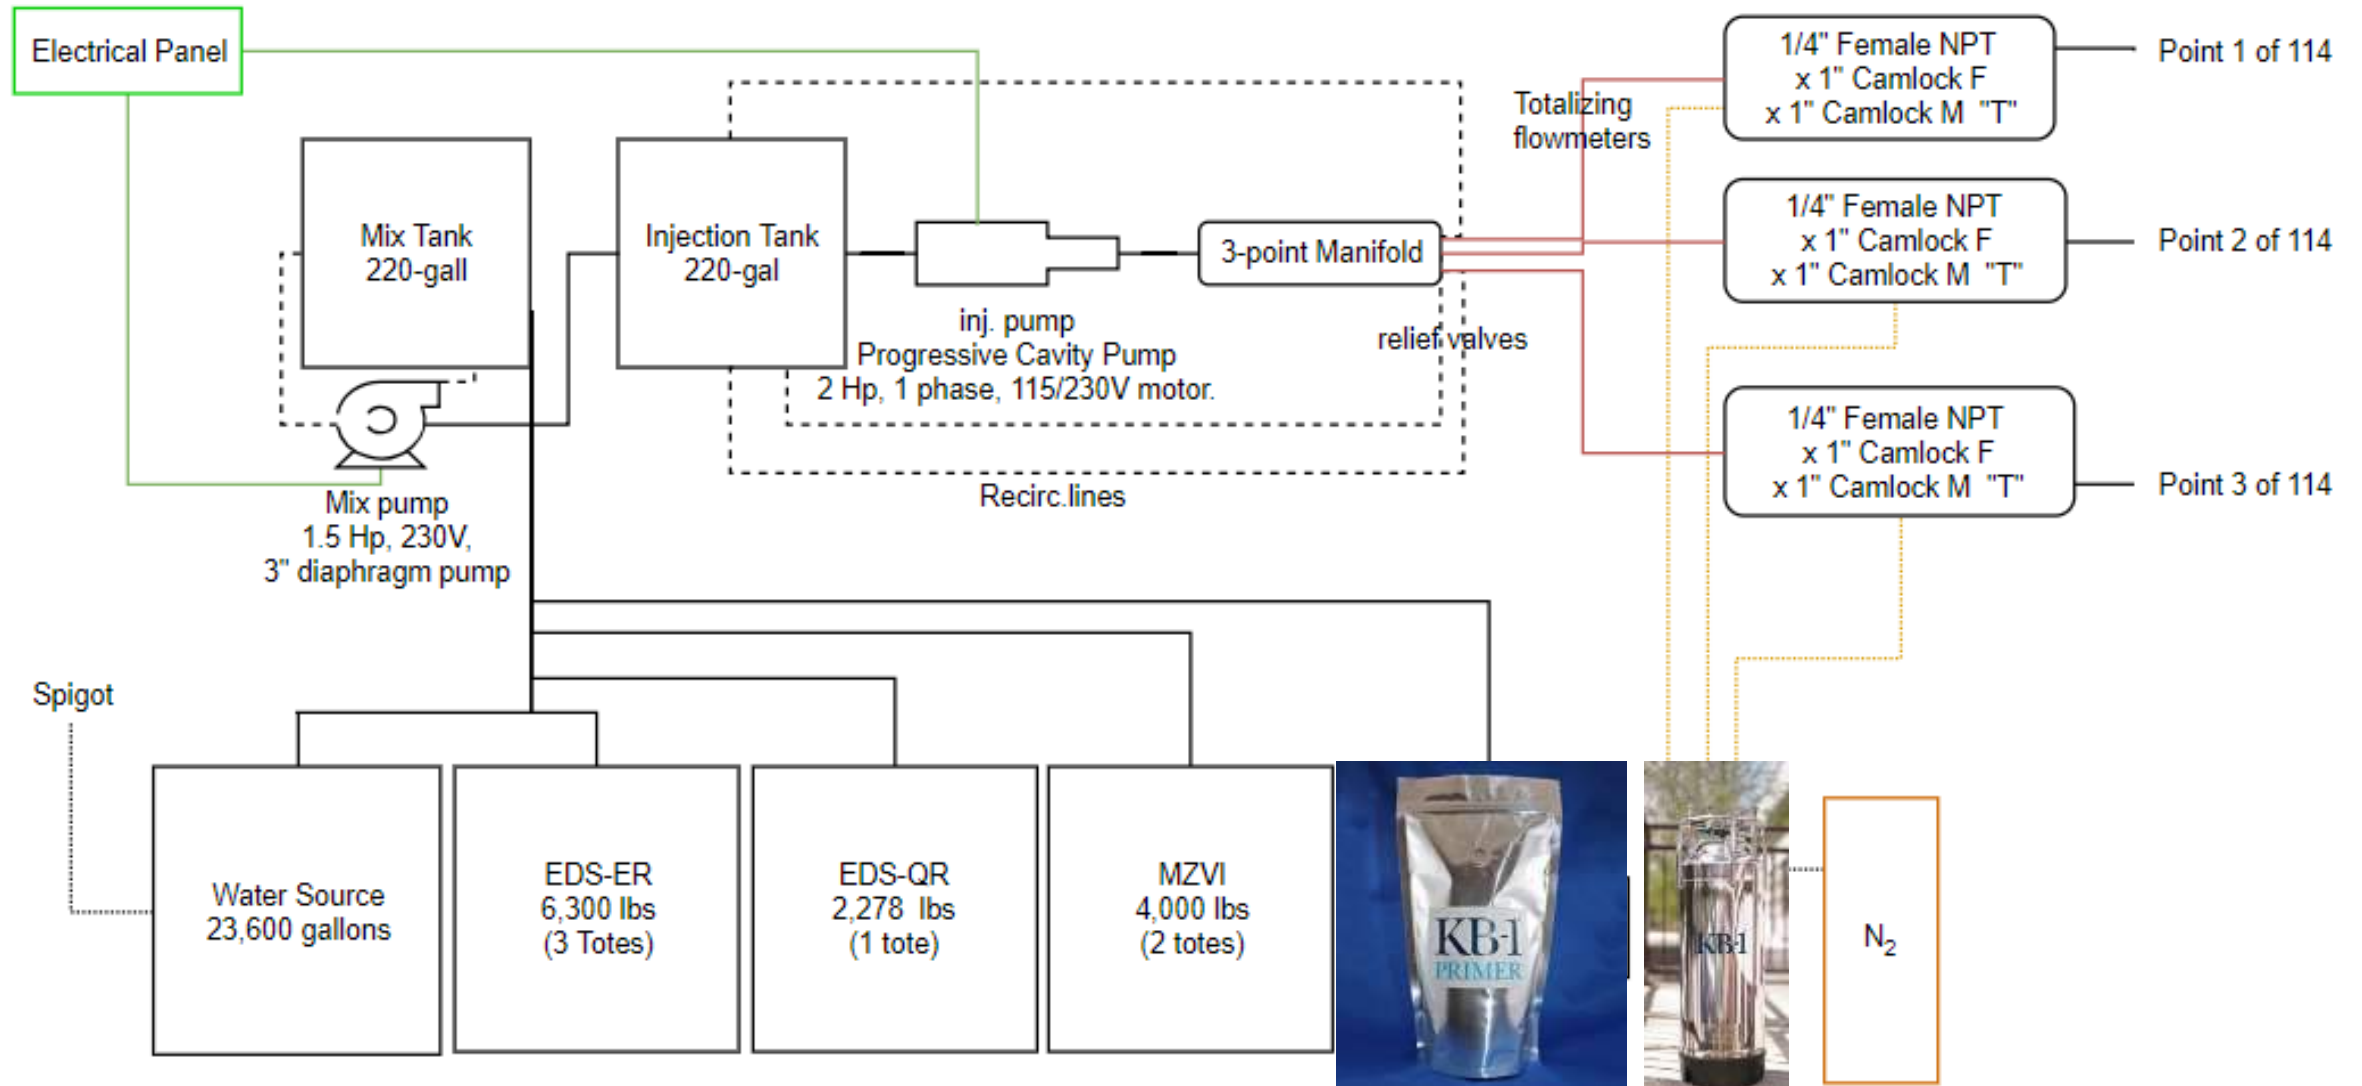 Electrical Panel
Mix Tank
220-gall
Injection Tank
220-gal
inj. pump
Progressive Cavity Pump
2 Hp, 1 phase, 115/230V motor.
3-point Manifold
Totalizing
flowmeters
relief valves
Recirc.lines
1/4" Female NPT
x 1" Camlock F
x 1" Camlock M "T"
Point 1 of 114
1/4" Female NPT
x 1" Camlock F
x 1" Camlock M "T"
Point 2 of 114
1/4" Female NPT
x 1" Camlock F
x 1" Camlock M "T"
Point 3 of 114
Mix pump
1.5 Hp, 230V,
3" diaphragm pump
Spigot
Water Source
23,600 gallons
EDS-ER
6,300 lbs
(3 Totes)
EDS-QR
2,278 lbs
(1 tote)
MZVI
4,000 lbs
(2 totes)
KB-1
PRIMER
KB-1
N₂